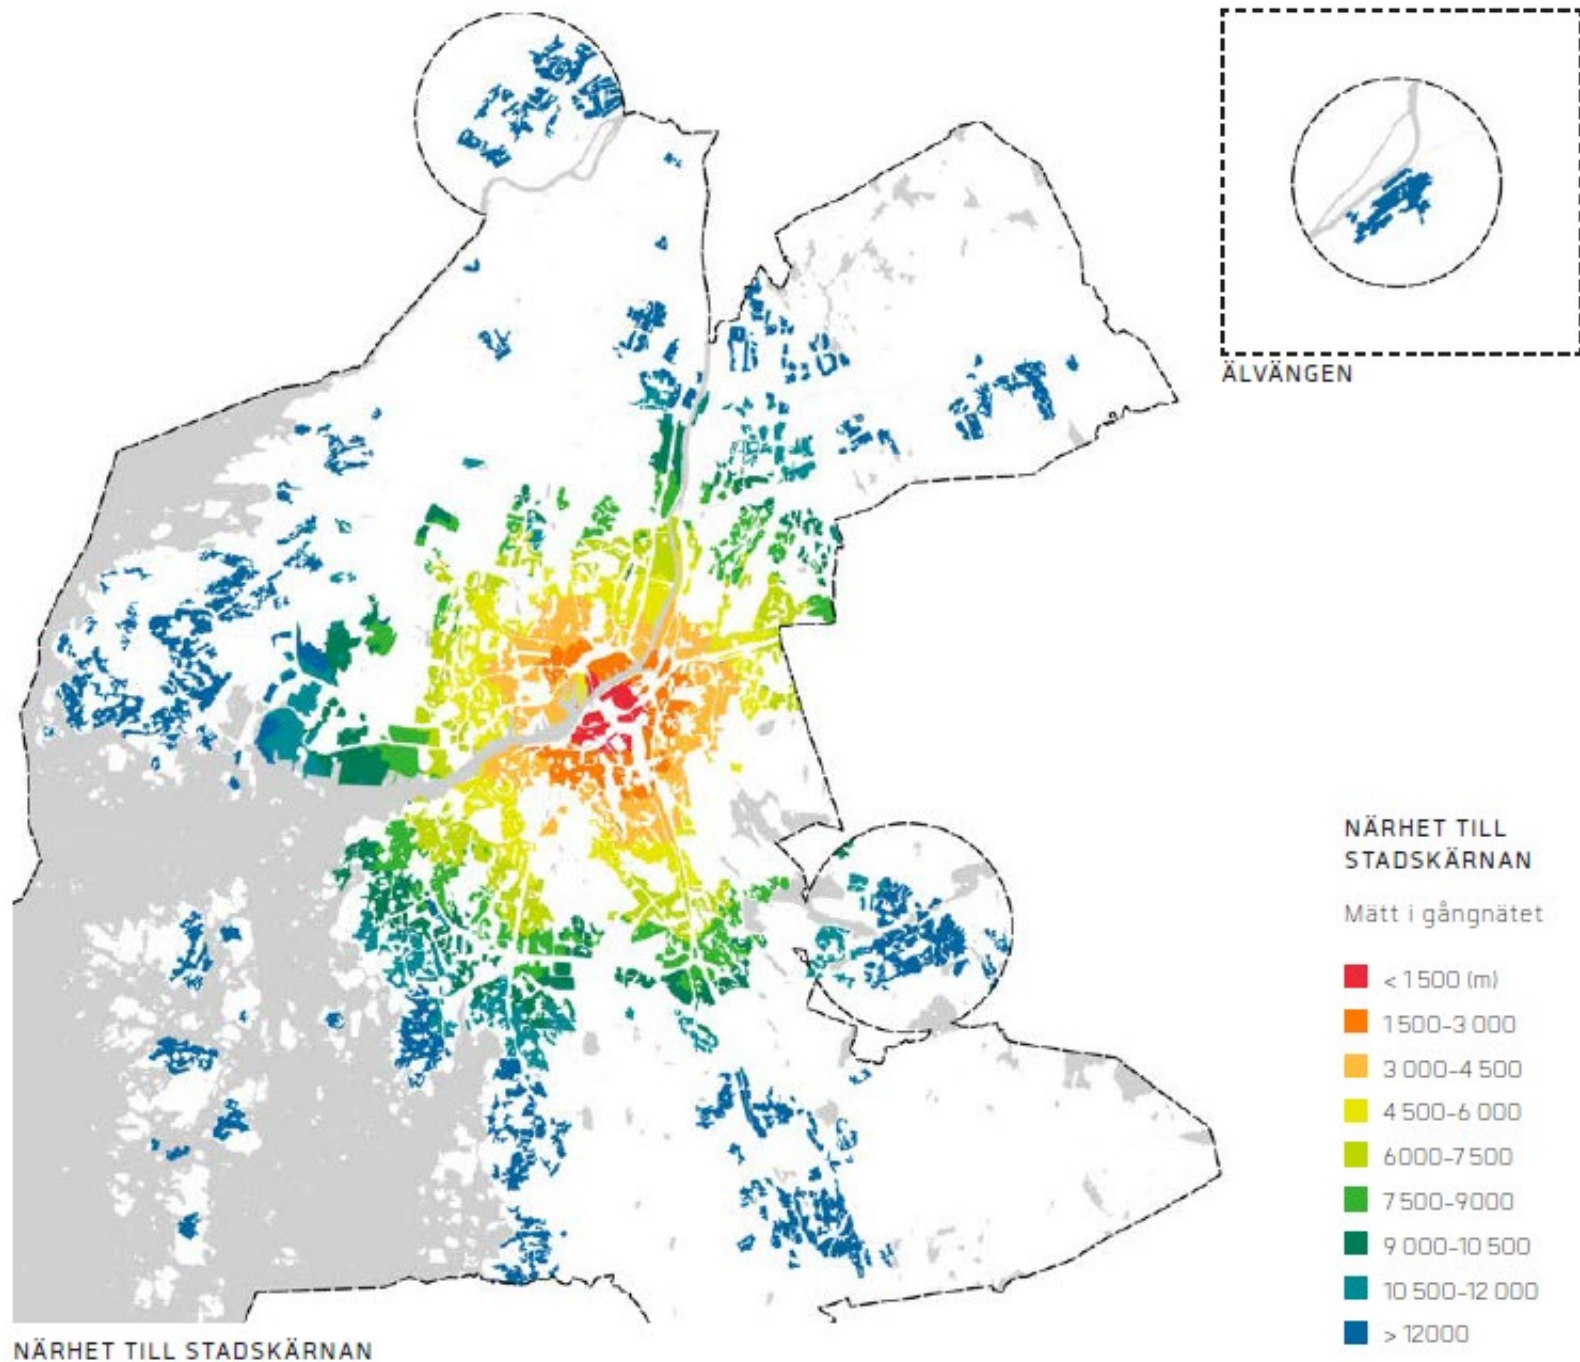 ÄLVÄNGEN
NÄRHET TILL
STADSKÄRNAN
Mätt i gångnätet
< 1 500 (m)
1 500-3 000
3 000-4 500
4 500-6 000
6000-7 500
7 500-9000
9 000-10 500
10 500-12 000
> 12000
NÄRHET TILL STADSKÄRNAN